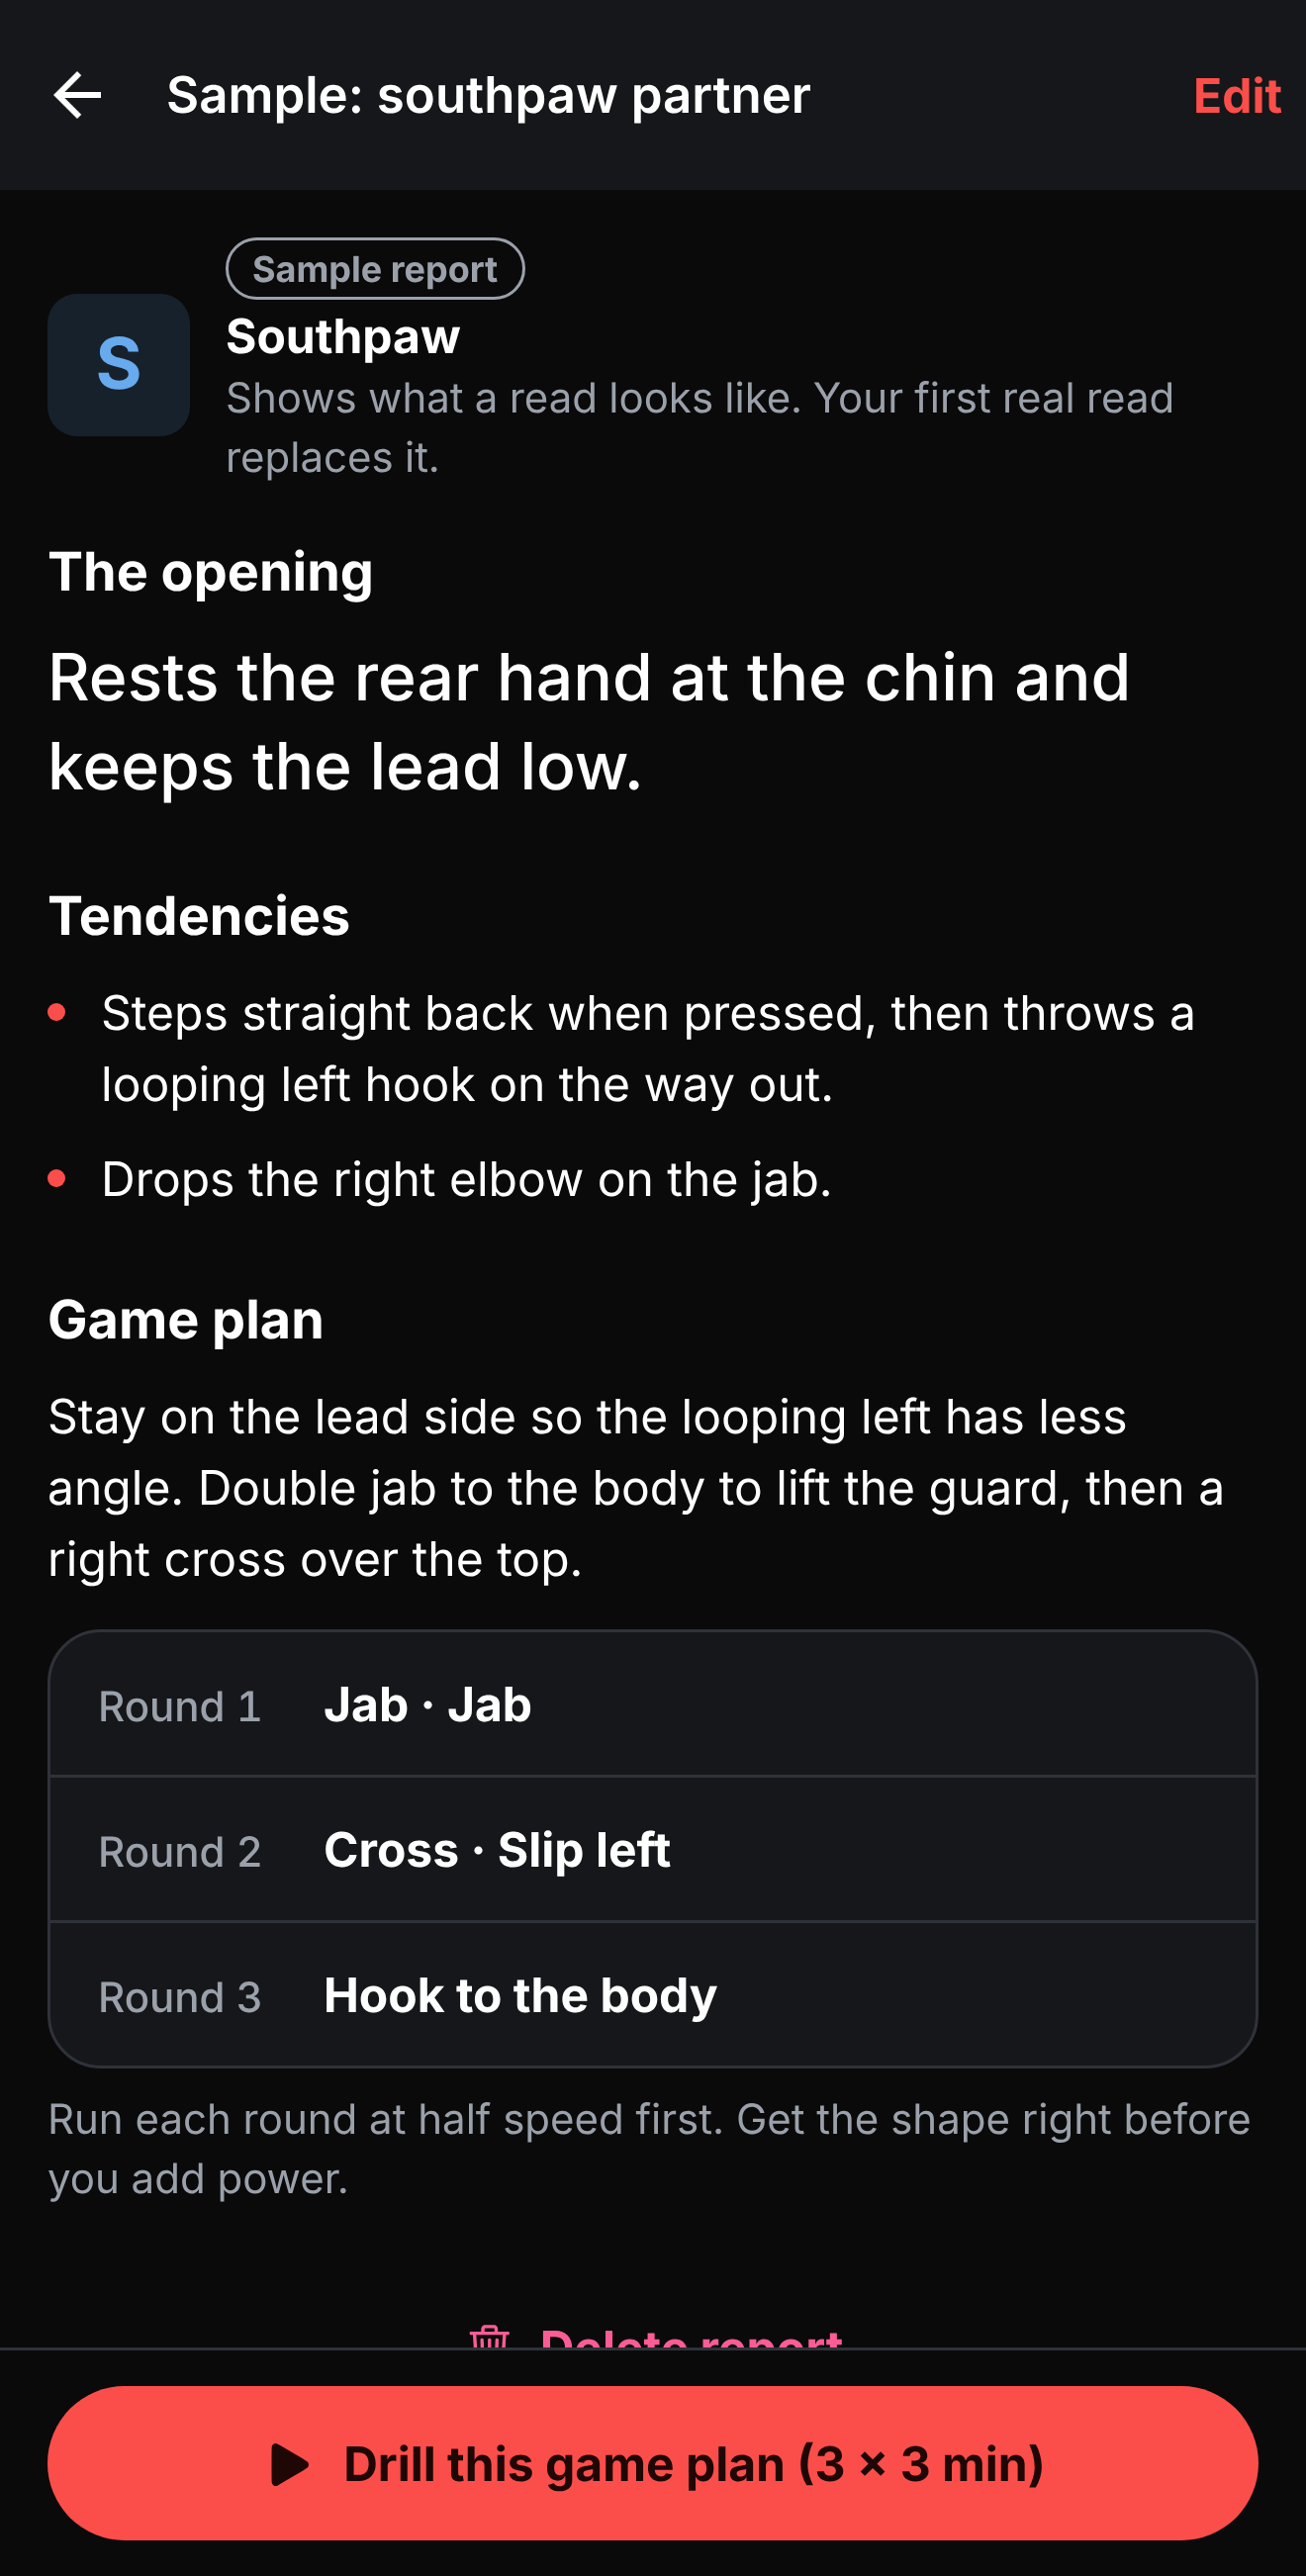 Sample: southpaw partner
Edit
Sample report
S
Southpaw
Shows what a read looks like. Your first real read
replaces it.
The opening
Rests the rear hand at the chin and
keeps the lead low.
Tendencies
Steps straight back when pressed, then throws a
looping left hook on the way out.
Drops the right elbow on the jab.
Game plan
Stay on the lead side so the looping left has less
angle. Double jab to the body to lift the guard, then a
right cross over the top.
Round 1 Jab · Jab
Round 2 Cross · Slip left
Round 3 Hook to the body
Run each round at half speed first. Get the shape right before
you add power.
Delete report
Drill this game plan (3 × 3 min)